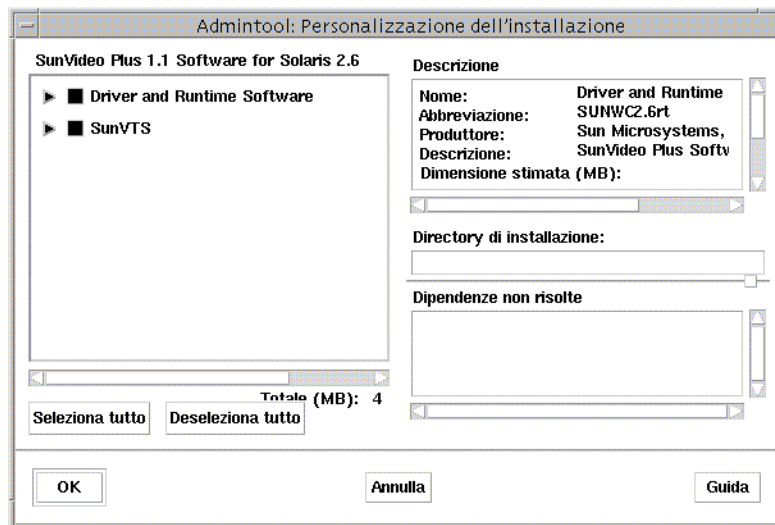 Admintool: Personalizzazione dell'installazione
SunVideo Plus 1.1 Software for Solaris 2.6
Driver and Runtime Software
SunVTS
Totale (MB): 4
Seleziona tutto
Deseleziona tutto
Descrizione
Nome: Driver and Runtime
Abbreviazione: SUNWC2.6rt
Produttore: Sun Microsystems,
Descrizione: SunVideo Plus Softw
Dimensione stimata (MB):
Directory di installazione:
Dipendenze non risolte
OK
Annulla
Guida